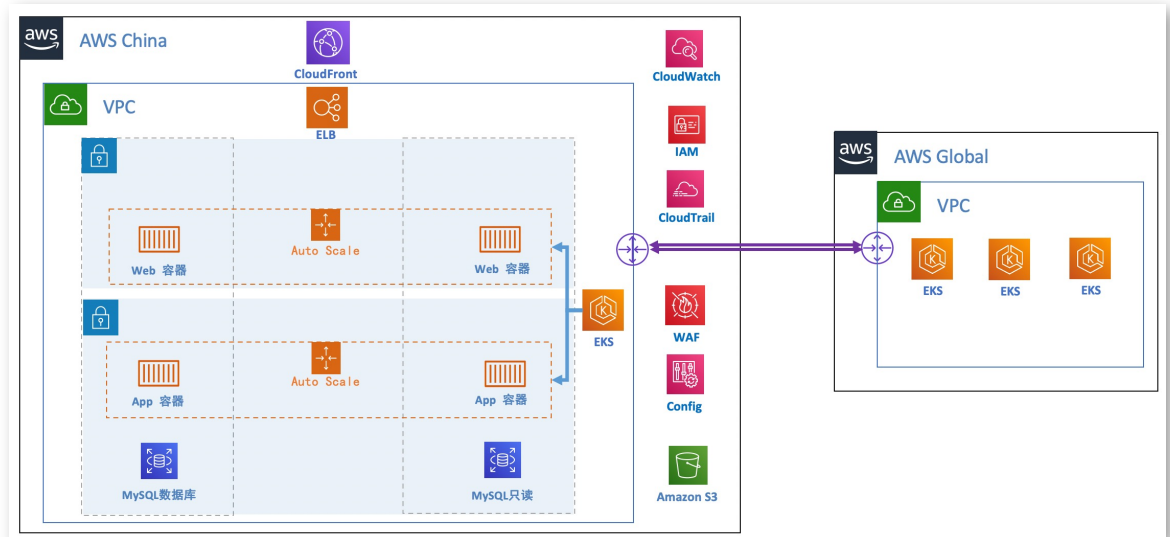 aws
AWS China
CloudFront
CloudWatch
VPC
ELB
IAM
CloudTrail
Auto Scale
Web 容器
Web 容器
EKS
WAF
Auto Scale
App 容器
App 容器
Config
MySQL数据库
MySQL只读
Amazon S3
aws
AWS Global
VPC
EKS
EKS
EKS